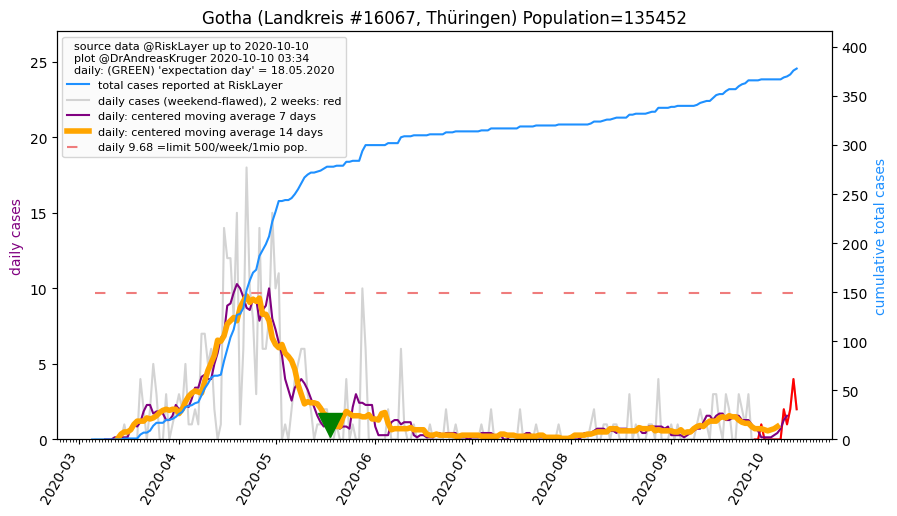 Gotha (Landkreis #16067, Thüringen) Population=135452
source data @RiskLayer up to 2020-10-10
plot @DrAndreasKruger 2020-10-10 03:34
daily: (GREEN) 'expectation day' = 18.05.2020
total cases reported at RiskLayer
daily cases (weekend-flawed), 2 weeks: red
daily: centered moving average 7 days
daily: centered moving average 14 days
daily 9.68 =limit 500/week/1mio pop.
daily cases
25
20
15
10
5
0
cumulative total cases
400
350
300
250
200
150
100
50
0
2020-03
2020-04
2020-05
2020-06
2020-07
2020-08
2020-09
2020-10